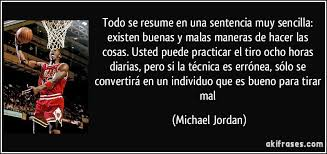 Todo se resume en una sentencia muy sencilla:
existen buenas y malas maneras de hacer las
cosas. Usted puede practicar el tiro ocho horas
diarias, pero si la técnica es errónea, sólo se
convertirá en un individuo que es bueno para tirar
mal
(Michael Jordan)
akifrases.com